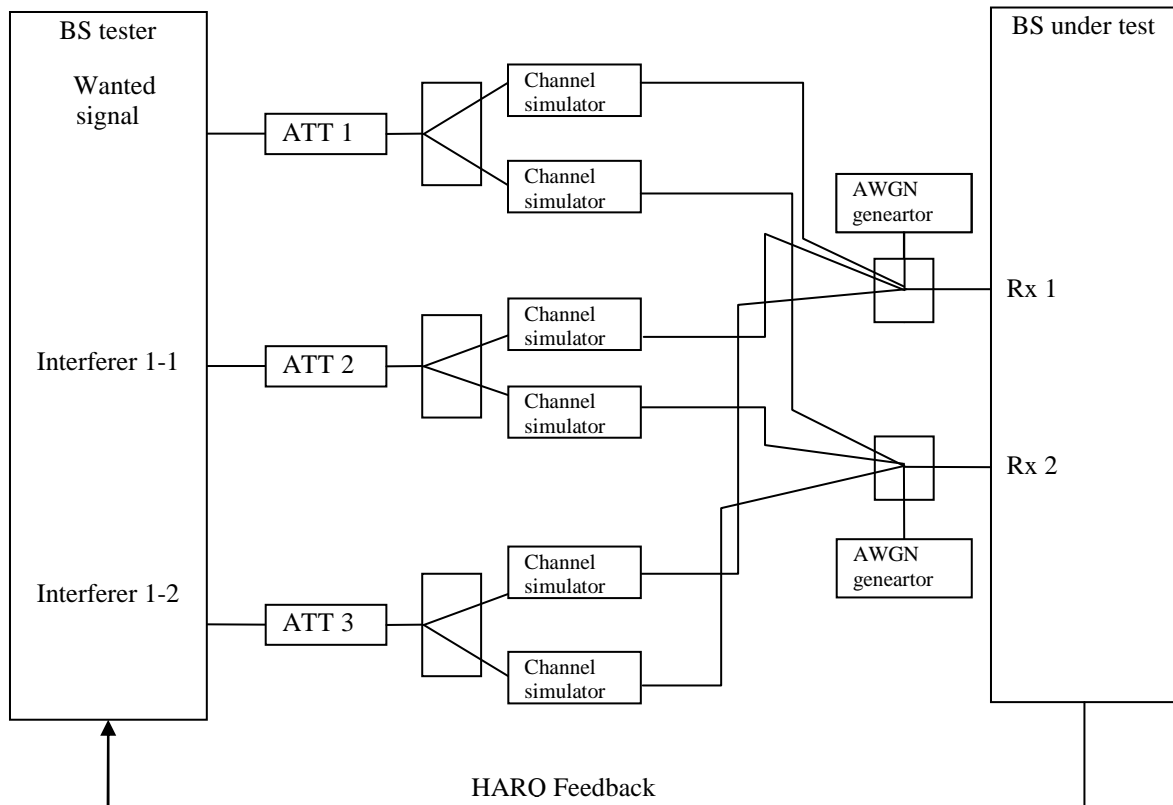 BS tester
BS under test
Wanted
signal
Channel
simulator
ATT 1
Channel
simulator
AWGN
geneartor
Rx 1
Channel
simulator
Interferer 1-1
ATT 2
Channel
simulator
Rx 2
AWGN
geneartor
Channel
simulator
Interferer 1-2
ATT 3
Channel
simulator
HARO Feedback